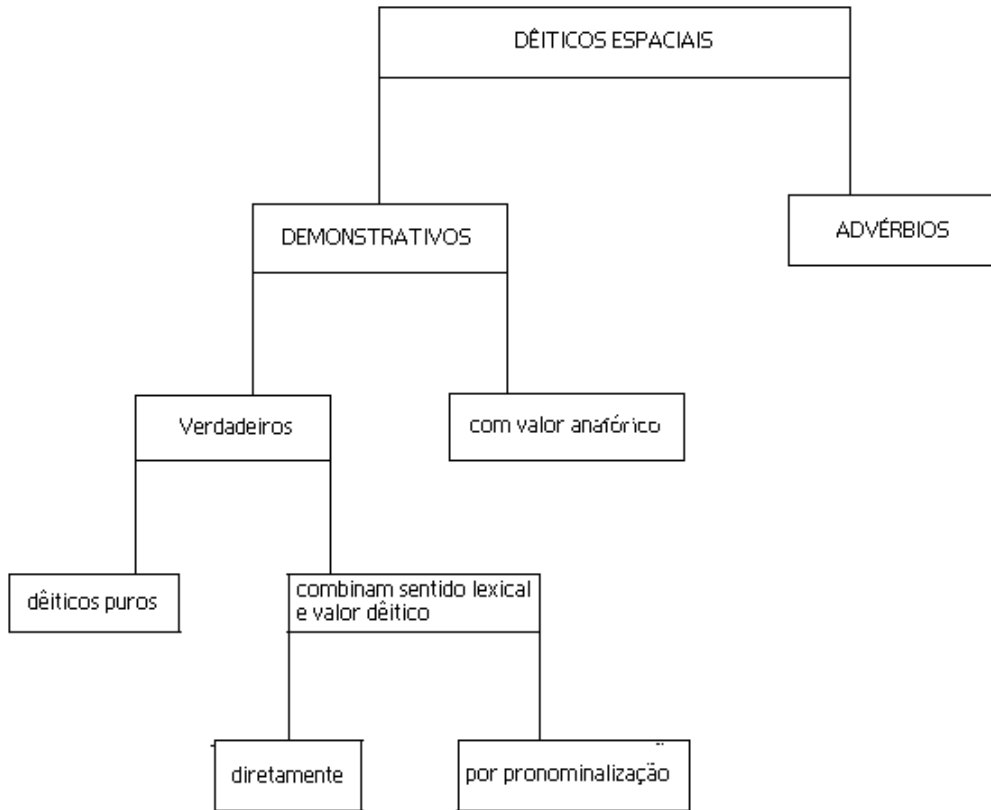 DÊITICOS ESPACIAIS
DEMONSTRATIVOS
ADVÉRBIOS
Verdadeiros
com valor anafórico
dêiticos puros
combinam sentido lexical
e valor dêitico
diretamente
por pronominalização